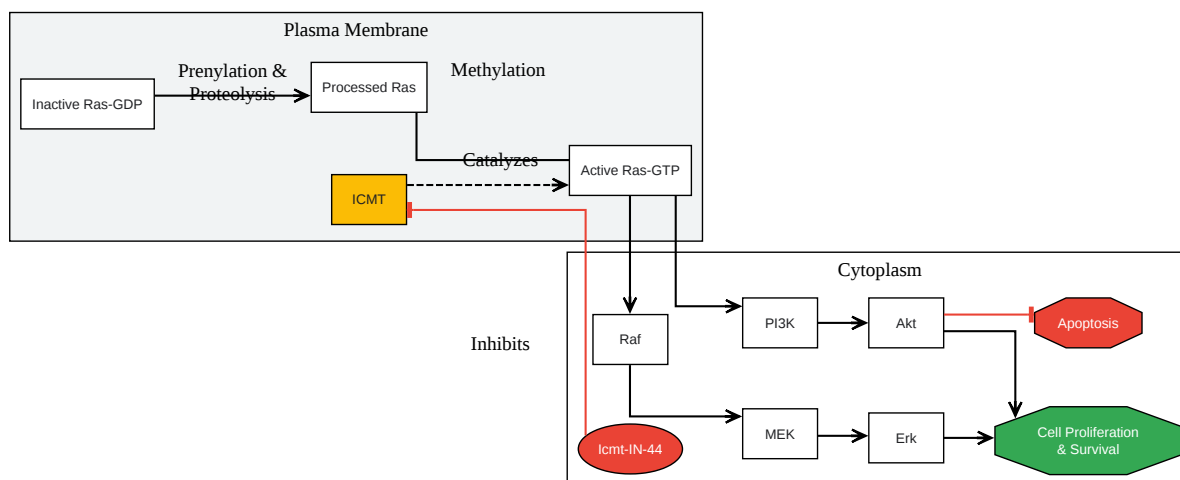 Plasma Membrane
Prenylation &
Proteolysis
Methylation
Inactive Ras-GDP
Processed Ras
Catalyzes
Active Ras-GTP
ICMT
Cytoplasm
Inhibits
Raf
PI3K
Akt
Apoptosis
MEK
Erk
Cell Proliferation
& Survival
Icmt-IN-44